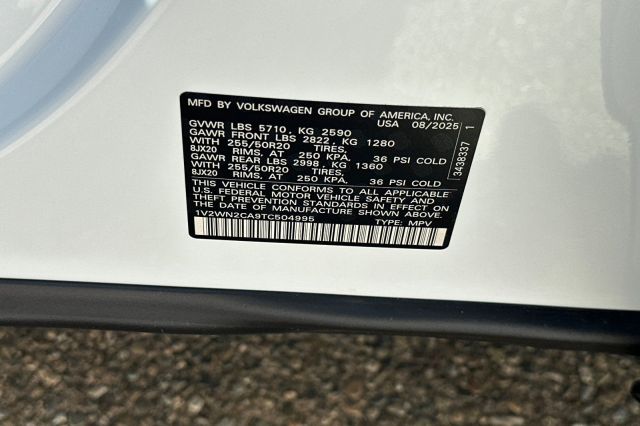 MFD BY VOLKSWAGEN GROUP OF AMERICA, INC.
USA 08/2025
GVWR LBS 5710, KG 2590
GAWR FRONT LBS 2822, KG 1280
WITH 255/50R20 TIRES,
8JX20 RIMS, AT 250 KPA. 36 PSI COLD
GAWR REAR LBS 2998, KG 1360
WITH 255/50R20 TIRES,
8JX20 RIMS, AT 250 KPA. 36 PSI COLD
THIS VEHICLE CONFORMS TO ALL APPLICABLE
U.S. FEDERAL MOTOR VEHICLE SAFETY AND
THEFT PREVENTION STANDARDS IN EFFECT ON
THE DATE OF MANUFACTURE SHOWN ABOVE.
1V2WN2CA9TC504995 TYPE: MPV
3438337 1